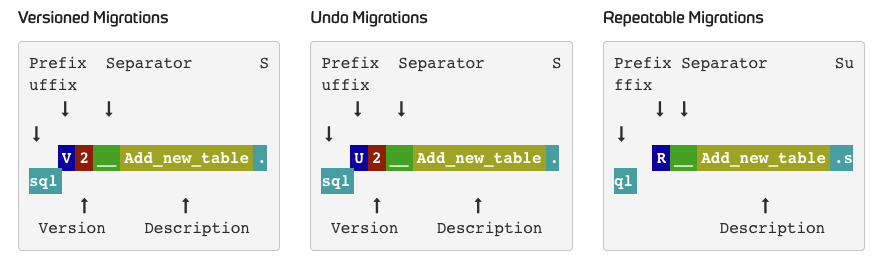 Versioned Migrations
Prefix Separator S
uffix
V2__Add_new_table.
sql
Version Description
Undo Migrations
Prefix Separator S
uffix
U2__Add_new_table.
sql
Version Description
Repeatable Migrations
Prefix Separator Su
ffix
R__Add_new_table.s
ql
Description